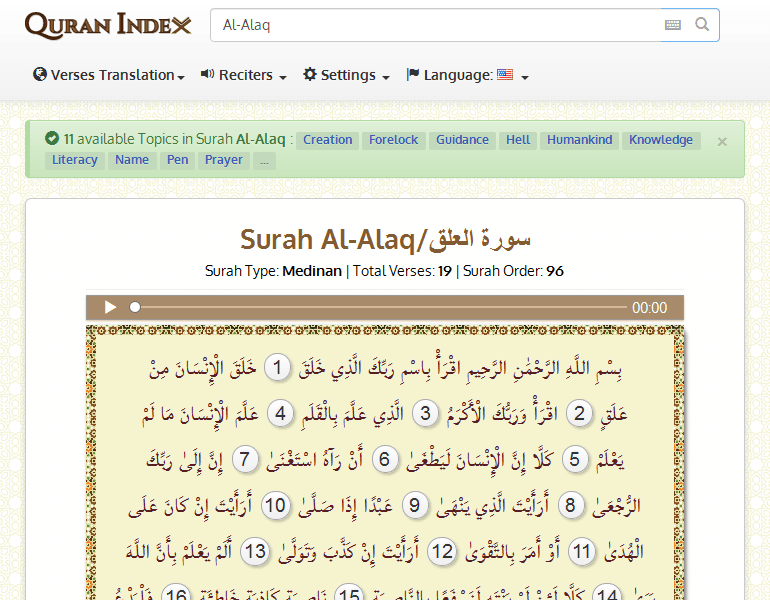 QURAN INDEX
Al-Alaq
Verses Translation Reciters Settings Language:
11 available Topics in Surah Al-Alaq : Creation Forelock Guidance Hell Humankind Knowledge ×
Literacy Name Pen Prayer ...
Surah Al-Alaq/سورة العلق
Surah Type: Medinan | Total Verses: 19 | Surah Order: 96
00:00
بِسْمِ اللَّهِ الرَّحْمَٰنِ الرَّحِيمِ اقْرَأْ بِاسْمِ رَبِّكَ الَّذِي خَلَقَ 1 خَلَقَ الْإِنْسَانَ مِنْ
عَلَقٍ 2 اقْرَأْ وَرَبُّكَ الْأَكْرَمُ 3 الَّذِي عَلَّمَ بِالْقَلَمِ 4 عَلَّمَ الْإِنْسَانَ مَا لَمْ
يَعْلَمْ 5 كَلَّا إِنَّ الْإِنْسَانَ لَيَطْغَىٰ 6 أَنْ رَآهُ اسْتَغْنَىٰ 7 إِنَّ إِلَىٰ رَبِّكَ
الرُّجْعَىٰ 8 أَرَأَيْتَ الَّذِي يَنْهَىٰ 9 عَبْدًا إِذَا صَلَّىٰ 10 أَرَأَيْتَ إِنْ كَانَ عَلَى
الْهُدَىٰ 11 أَوْ أَمَرَ بِالتَّقْوَىٰ 12 أَرَأَيْتَ إِنْ كَذَّبَ وَتَوَلَّىٰ 13 أَلَمْ يَعْلَمْ بِأَنَّ اللَّهَ
14 15 16